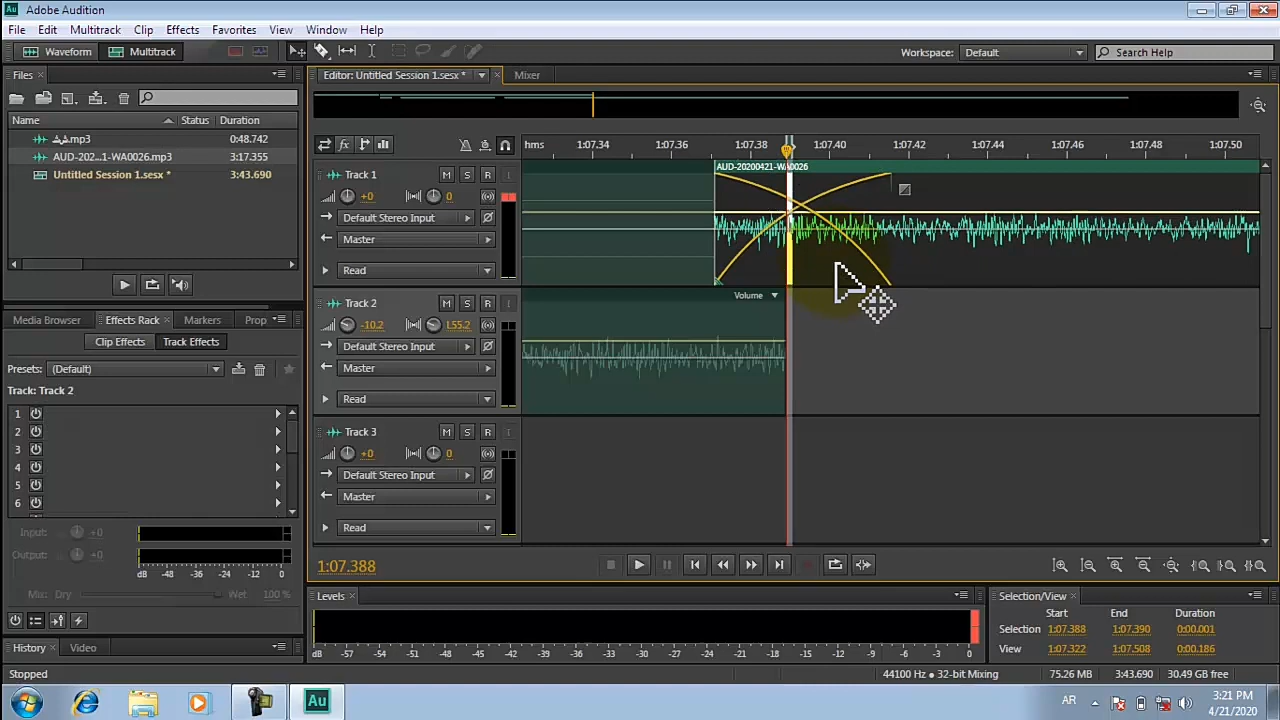 Adobe Audition
File Edit Multitrack Clip Effects Favorites View Window Help
Waveform Multitrack Workspace: Default Search Help
Files
Name Status Duration
شذ.mp3 0:48.742
AUD-202...1-WA0026.mp3 3:17.355
Untitled Session 1.sesx * 3:43.690
Media Browser Effects Rack Markers Prop
Clip Effects Track Effects
Presets: (Default)
Track: Track 2
1
2
3
4
5
6
Input: +0
Output: +0
dB -48 -36 -24 -12 0
Mix: Dry Wet 100 %
History Video
Editor: Untitled Session 1.sesx * Mixer
hms 1:07.34 1:07.36 1:07.38 1:07.40 1:07.42 1:07.44 1:07.46 1:07.48 1:07.50
AUD-20200421-WA0026
Track 1 M S R I
+0 0
Default Stereo Input
Master
Read
Volume
Track 2 M S R I
-10.2 L55.2
Default Stereo Input
Master
Read
Track 3 M S R I
+0 0
Default Stereo Input
Master
Read
1:07.388
Levels
dB -57 -54 -51 -48 -45 -42 -39 -36 -33 -30 -27 -24 -21 -18 -15 -12 -9 -6 -3 0
Selection/View
Start End Duration
Selection 1:07.388 1:07.390 0:00.001
View 1:07.322 1:07.508 0:00.186
Stopped 44100 Hz • 32-bit Mixing 75.26 MB 3:43.690 30.49 GB free
Au AR 3:21 PM
4/21/2020